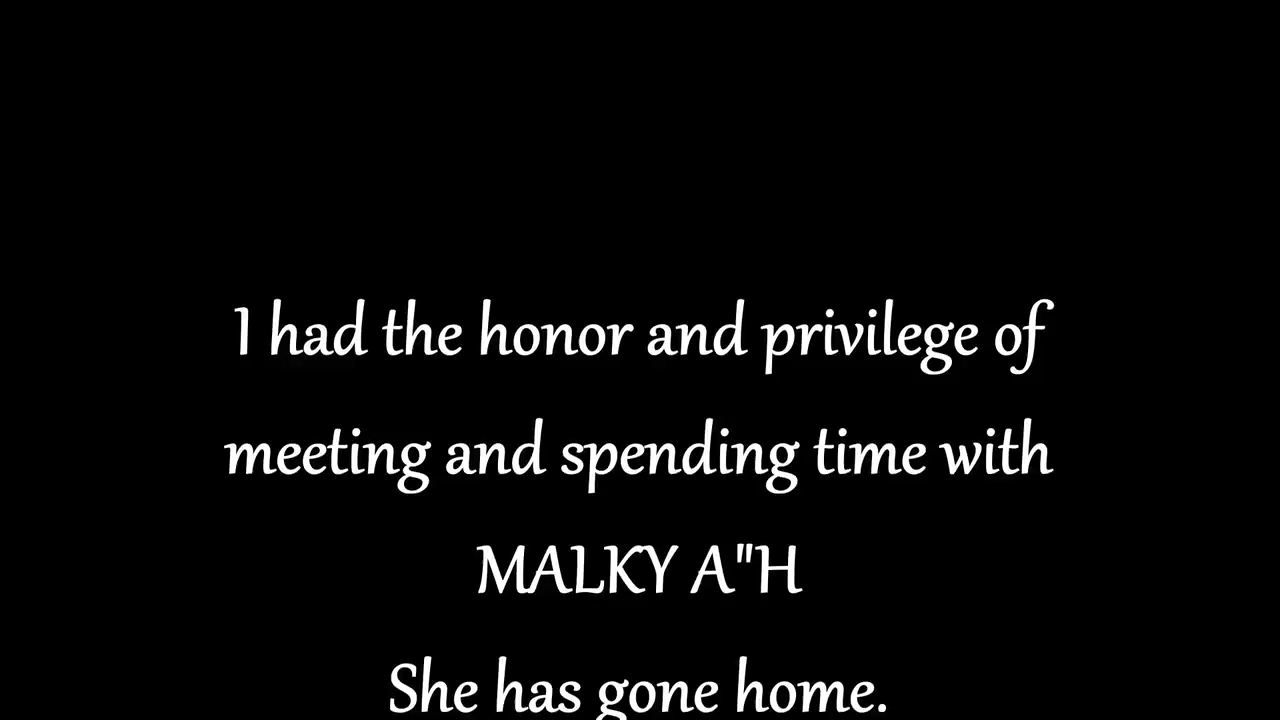 I had the honor and privilege of
meeting and spending time with
MALKY A"H
She has gone home.